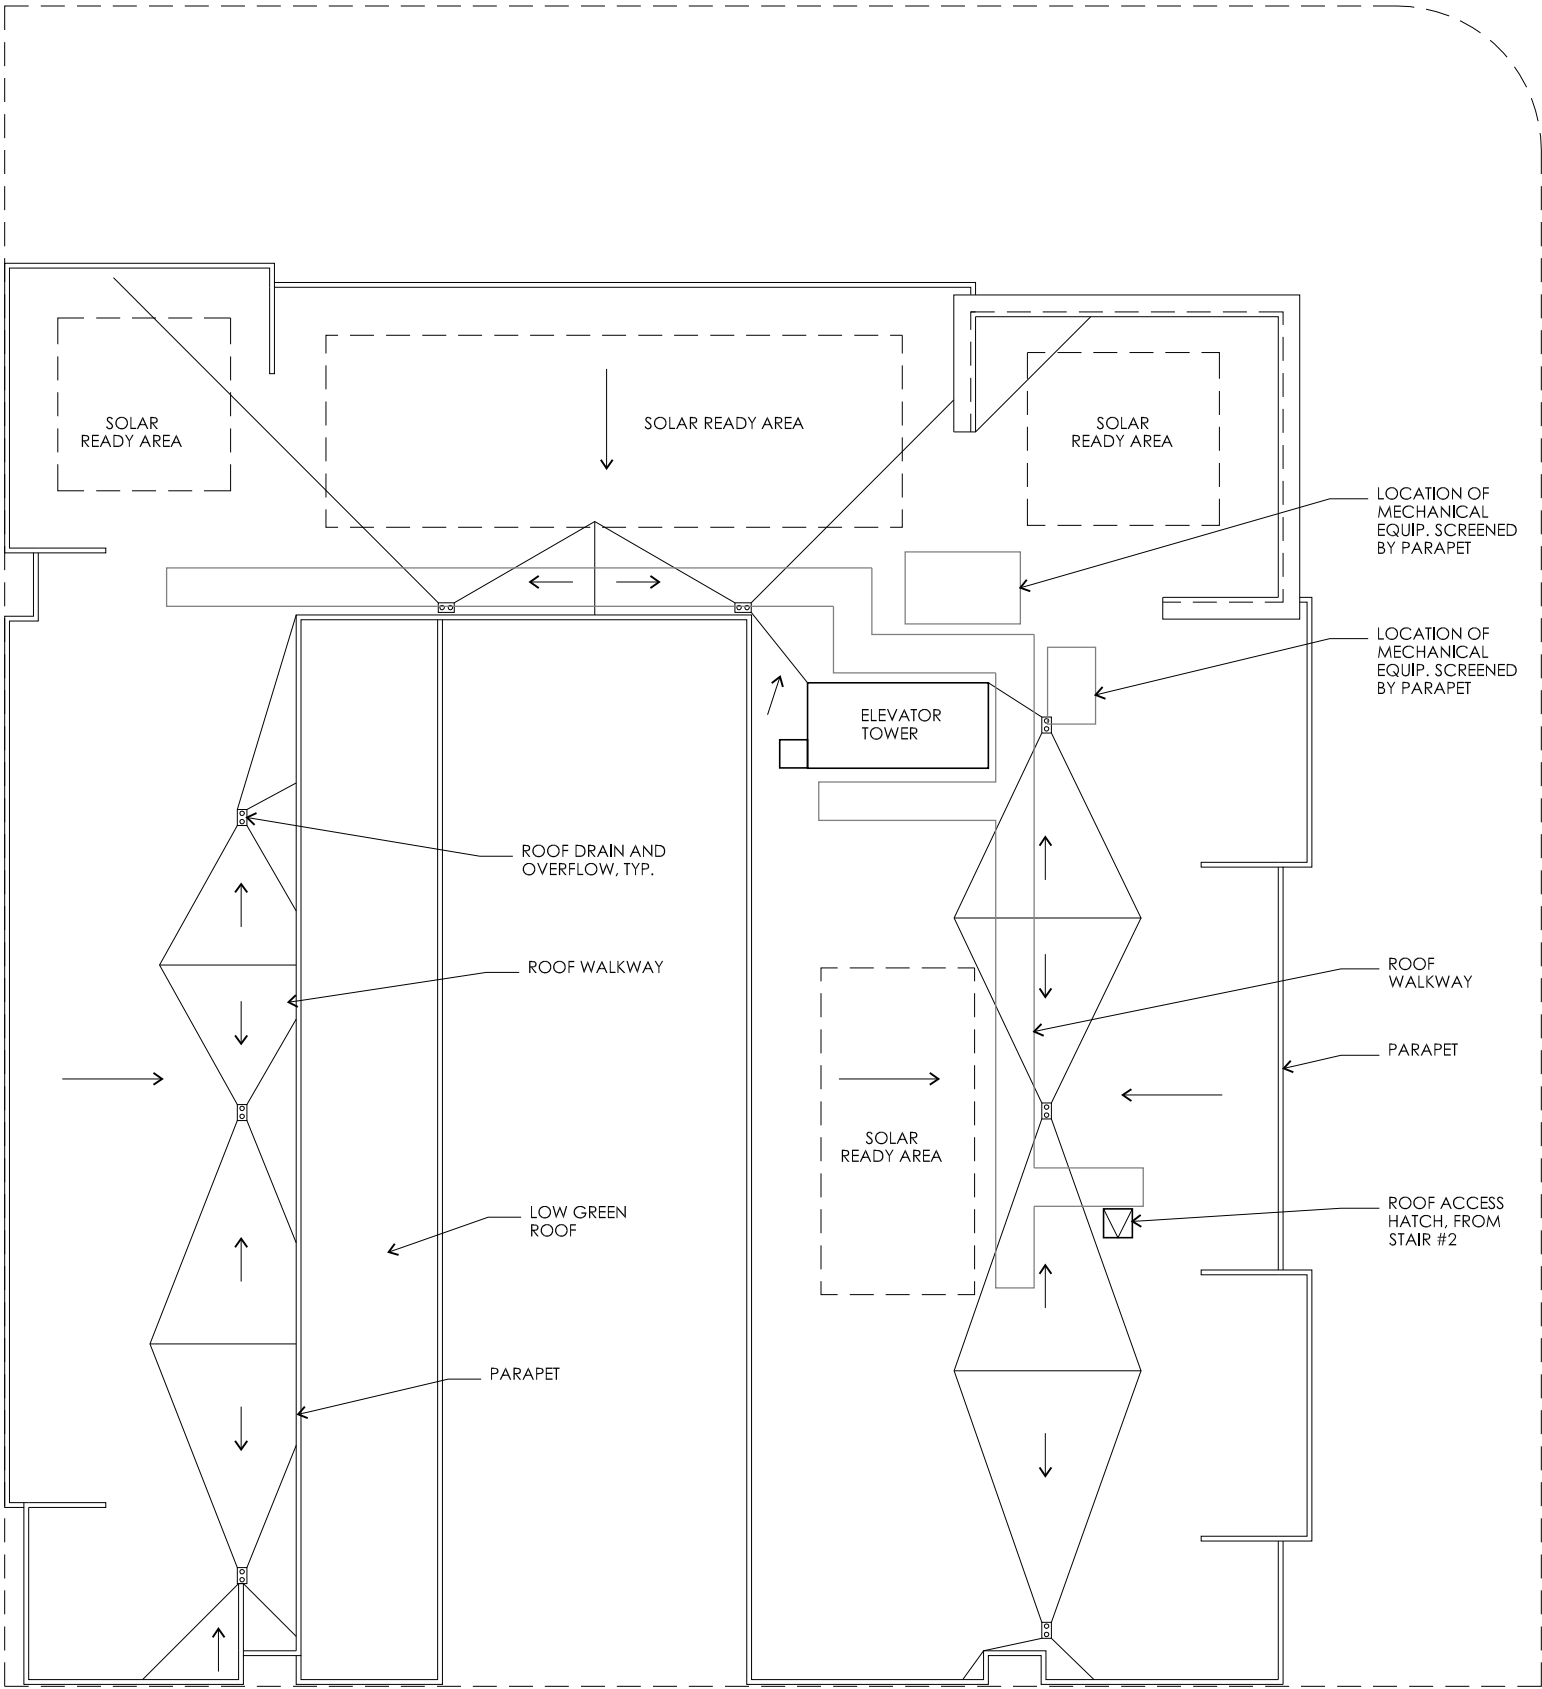 SOLAR
READY AREA
SOLAR READY AREA
SOLAR
READY AREA
LOCATION OF
MECHANICAL
EQUIP. SCREENED
BY PARAPET
LOCATION OF
MECHANICAL
EQUIP. SCREENED
BY PARAPET
ELEVATOR
TOWER
ROOF DRAIN AND
OVERFLOW, TYP.
ROOF WALKWAY
ROOF
WALKWAY
PARAPET
SOLAR
READY AREA
LOW GREEN
ROOF
ROOF ACCESS
HATCH, FROM
STAIR #2
PARAPET